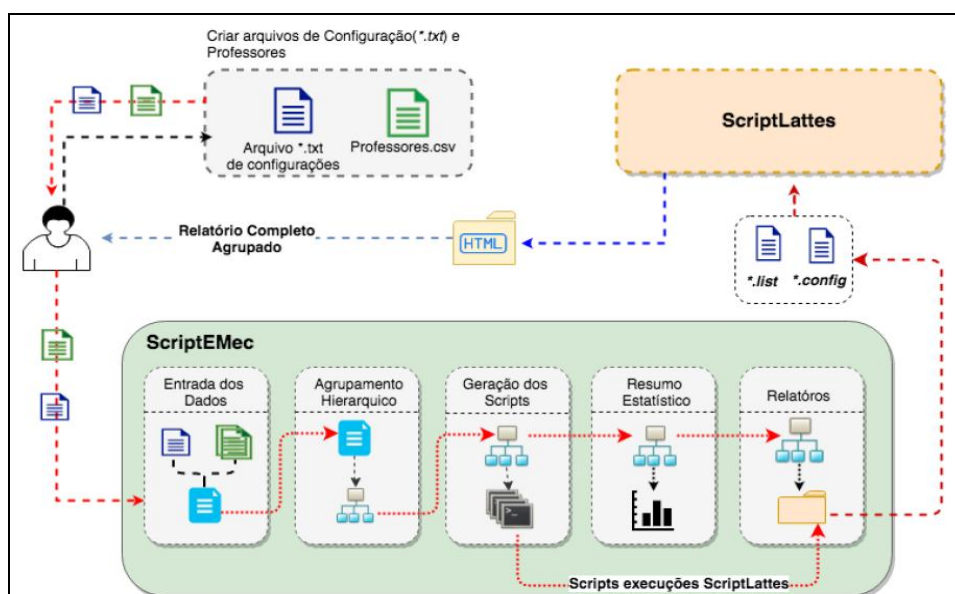 Criar arquivos de Configuração(*.txt) e
Professores
Arquivo *.txt
de configurações
Professores.csv
ScriptLattes
Relatório Completo
Agrupado
HTML
*.list
*.config
ScriptEMec
Entrada dos
Dados
Agrupamento
Hierarquico
Geração dos
Scripts
Resumo
Estatístico
Relatóros
>_
Scripts execuções ScriptLattes